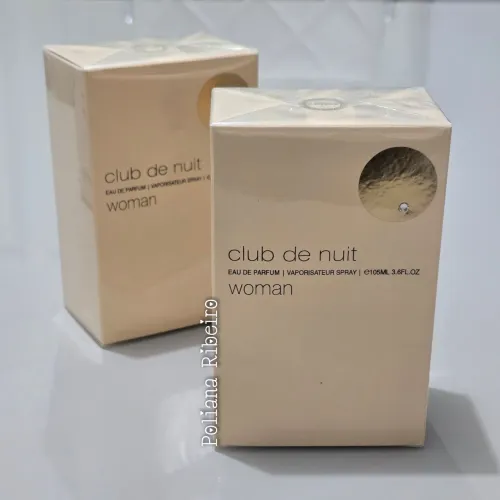 club de nuit
EAU DE PARFUM | VAPORISATEUR SPRAY |
woman
club de nuit
EAU DE PARFUM | VAPORISATEUR SPRAY | ℮105ML 3.6FL.OZ
woman
Poliana Ribeiro